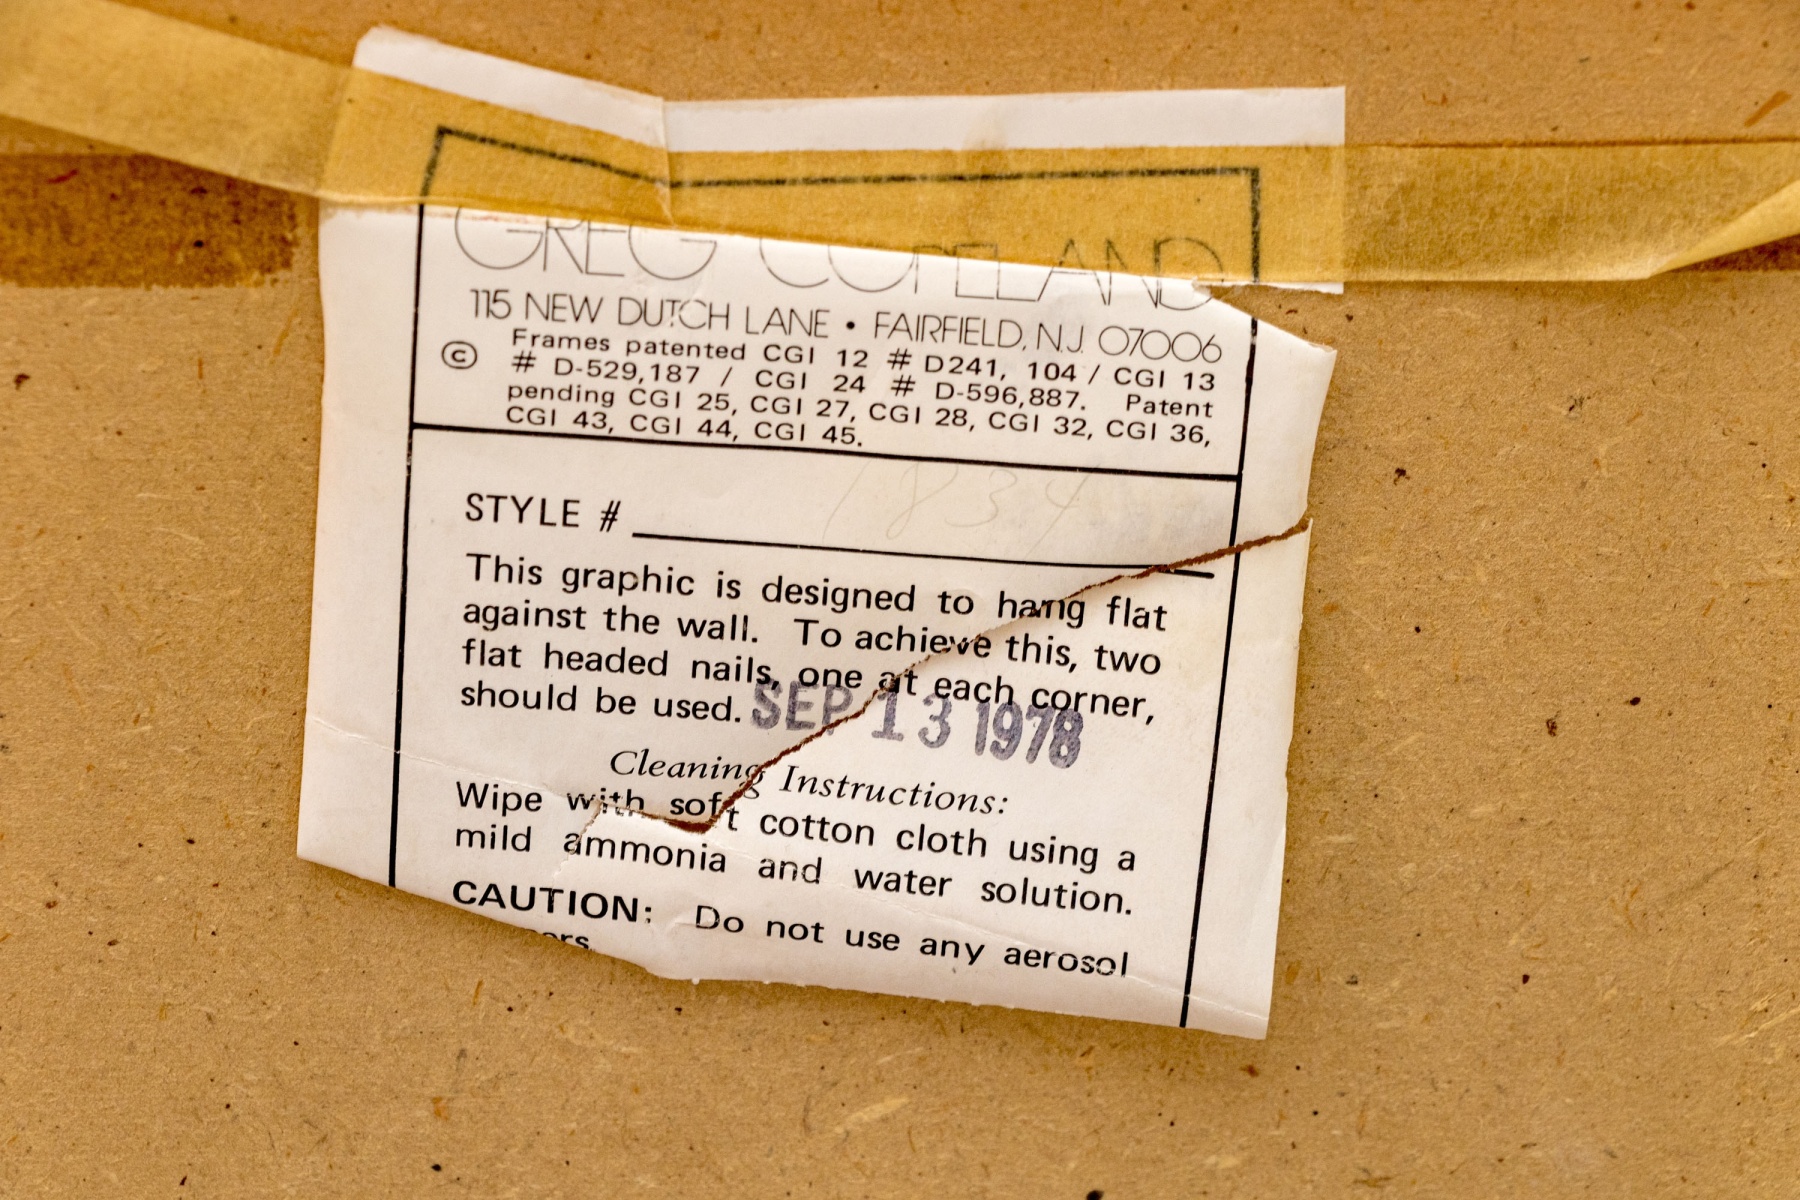 GREG COPELAND
115 NEW DUTCH LANE • FAIRFIELD, N.J. 07006
© Frames patented CGI 12 # D241, 104 / CGI 13
# D-529,187 / CGI 24 # D-596,887. Patent
pending CGI 25, CGI 27, CGI 28, CGI 32, CGI 36,
CGI 43, CGI 44, CGI 45.
STYLE # 1834
This graphic is designed to hang flat
against the wall. To achieve this, two
flat headed nails, one at each corner,
should be used.
SEP 13 1978
Cleaning Instructions:
Wipe with soft cotton cloth using a
mild ammonia and water solution.
CAUTION: Do not use any aerosol